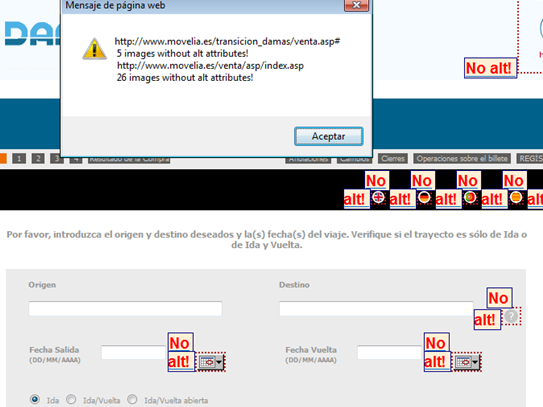 Mensaje de página web
DA
http://www.movelia.es/transicion_damas/venta.asp#
5 images without alt attributes!
http://www.movelia.es/venta/asp/index.asp
26 images without alt attributes!
No alt!
Aceptar
1 2 3 4 Resultado de la Compra Anulaciones Cambios Cierres Operaciones sobre el billete REGIS
No No No No
alt! alt! alt! alt!
Por favor, introduzca el origen y destino deseados y la(s) fecha(s) del viaje. Verifique si el trayecto es sólo de Ida o
de Ida y Vuelta.
Origen Destino
No
alt! ?
Fecha Salida No Fecha Vuelta No
(DD/MM/AAAA) alt! (DD/MM/AAAA) alt!
Ida Ida/Vuelta Ida/Vuelta abierta